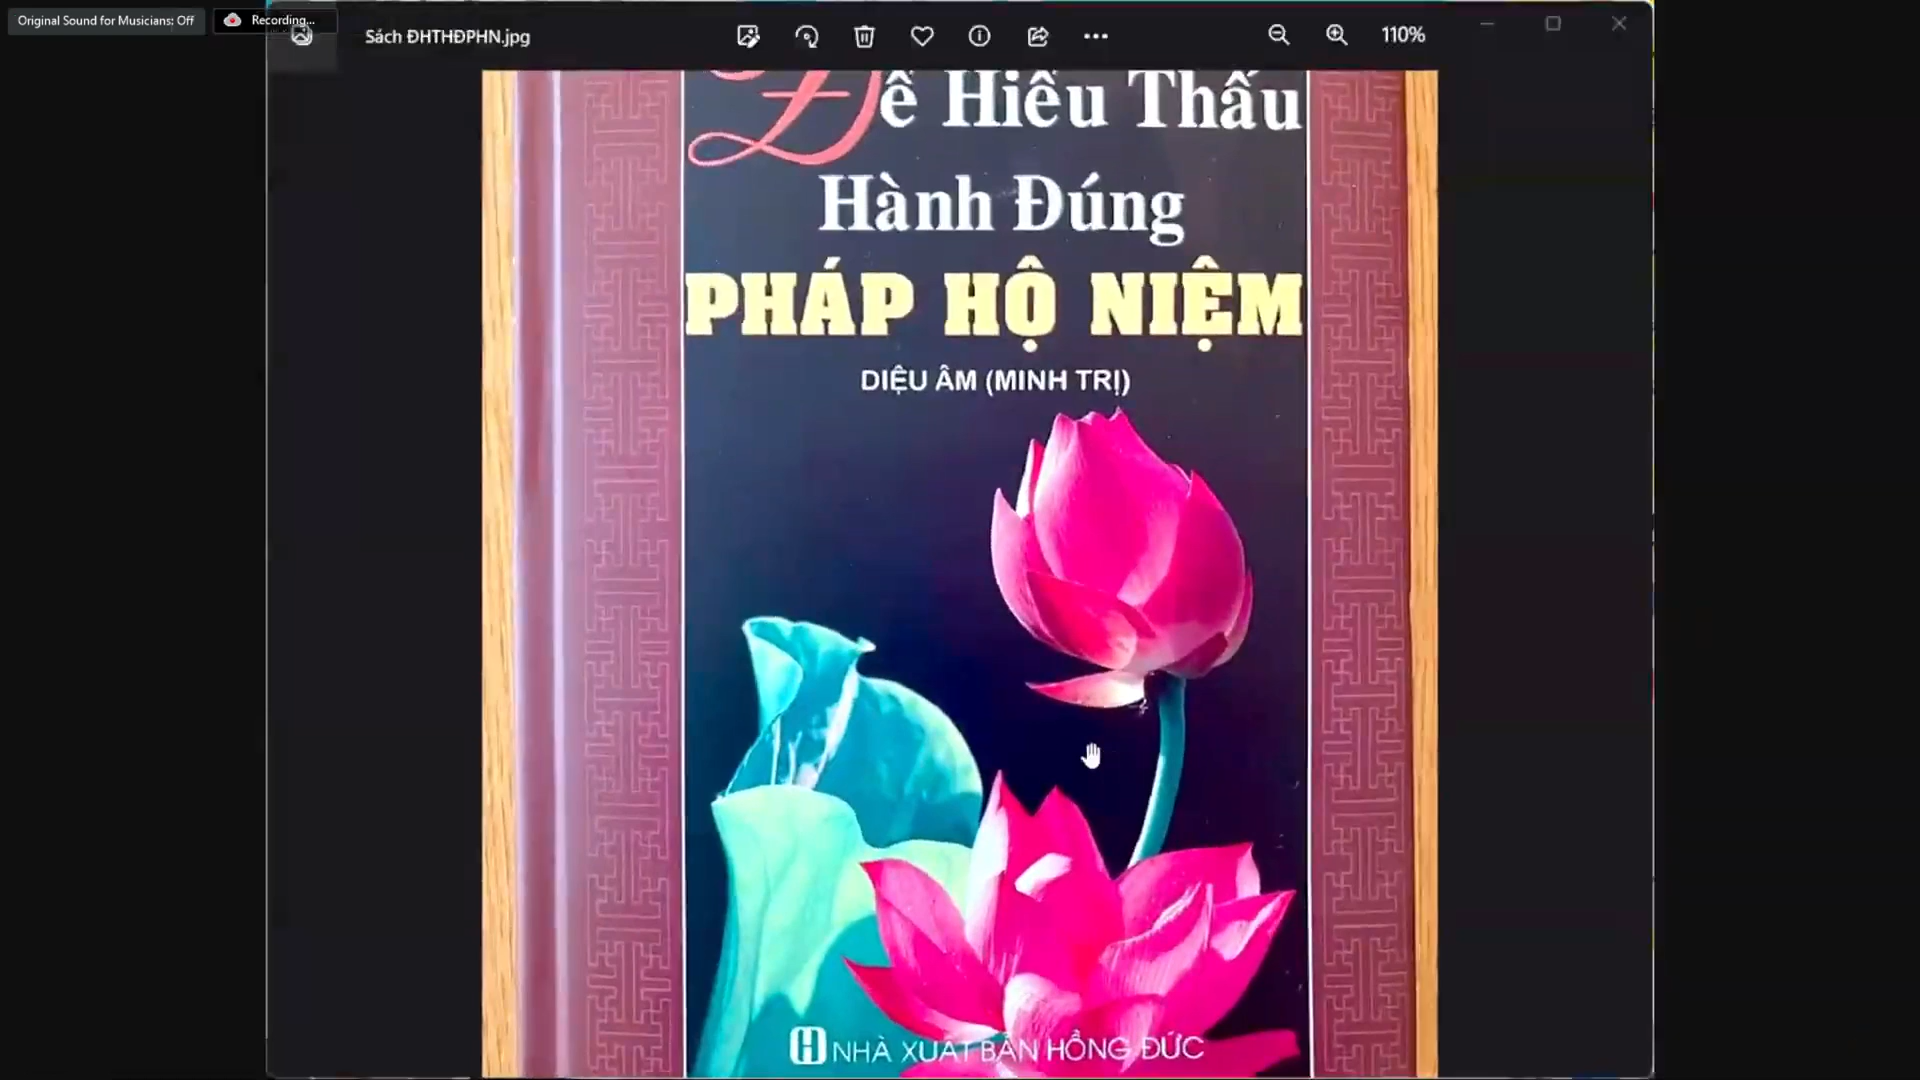 Original Sound for Musicians: Off
Recording...
Sách ĐHTHĐPHN.jpg
110%
Để Hiểu Thấu
Hành Đúng
PHÁP HỘ NIỆM
DIỆU ÂM (MINH TRỊ)
NHÀ XUẤT BẢN HỒNG ĐỨC